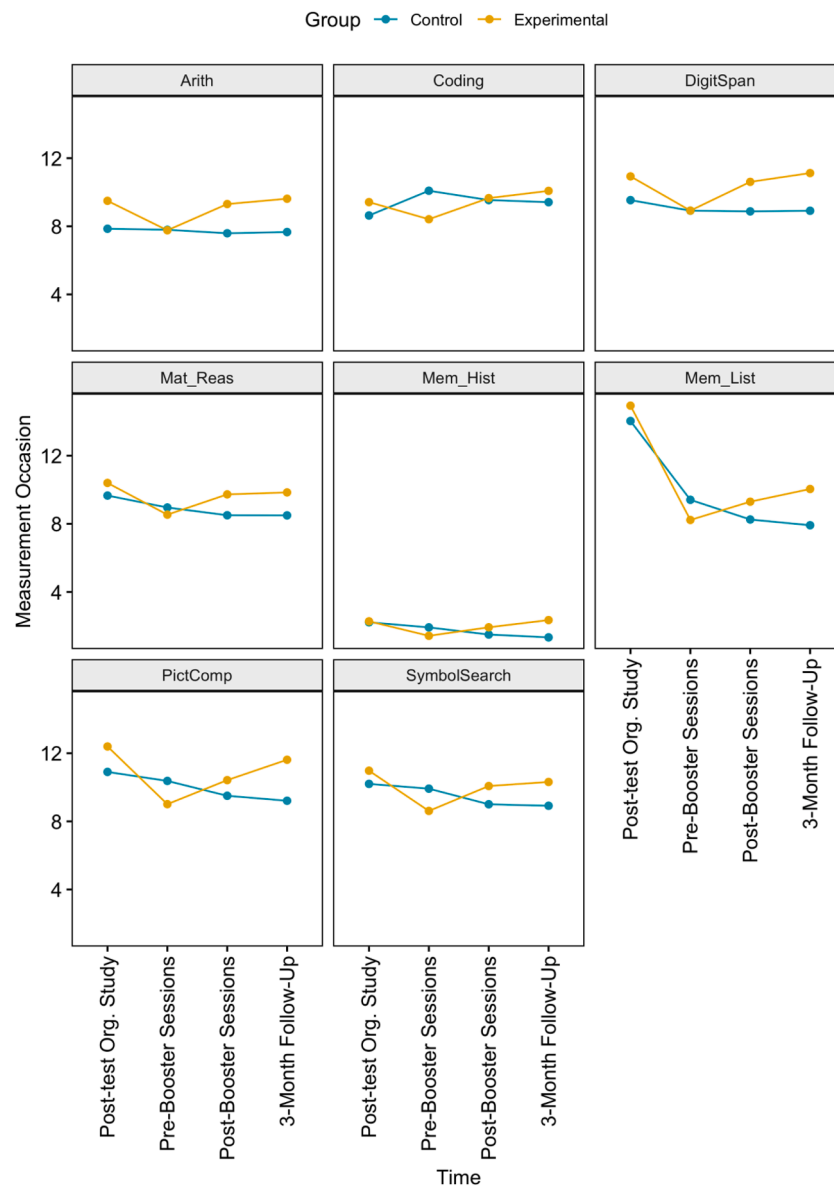 Group Control Experimental
Arith Coding DigitSpan
12
8
4
Mat_Reas Mem_Hist Mem_List
12
8
4
Measurement Occasion
PictComp SymbolSearch
12
8
4
Post-test Org. Study
Pre-Booster Sessions
Post-Booster Sessions
3-Month Follow-Up
Post-test Org. Study
Pre-Booster Sessions
Post-Booster Sessions
3-Month Follow-Up
Post-test Org. Study
Pre-Booster Sessions
Post-Booster Sessions
3-Month Follow-Up
Time